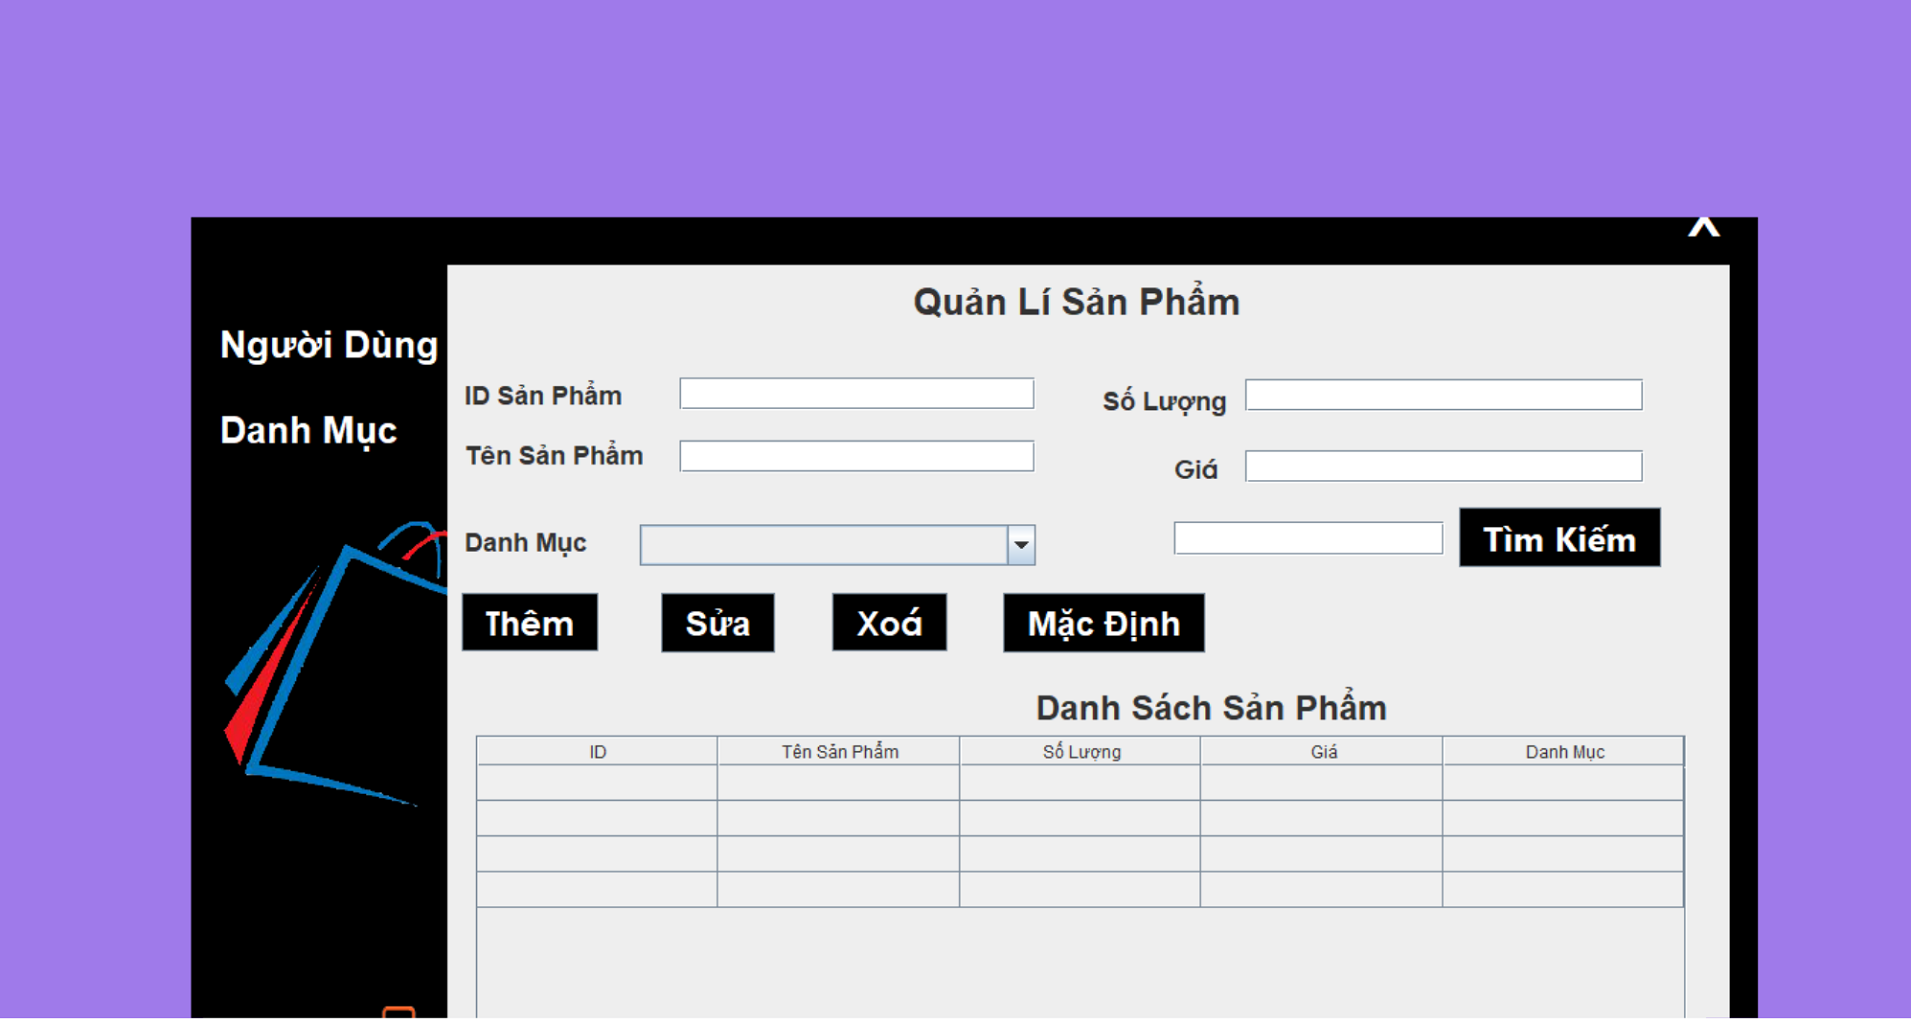 X
Quản Lí Sản Phẩm
Người Dùng
Danh Mục
ID Sản Phẩm
Số Lượng
Tên Sản Phẩm
Giá
Danh Mục
Tìm Kiếm
Thêm Sửa Xoá Mặc Định
Danh Sách Sản Phẩm
ID Tên Sản Phẩm Số Lượng Giá Danh Mục